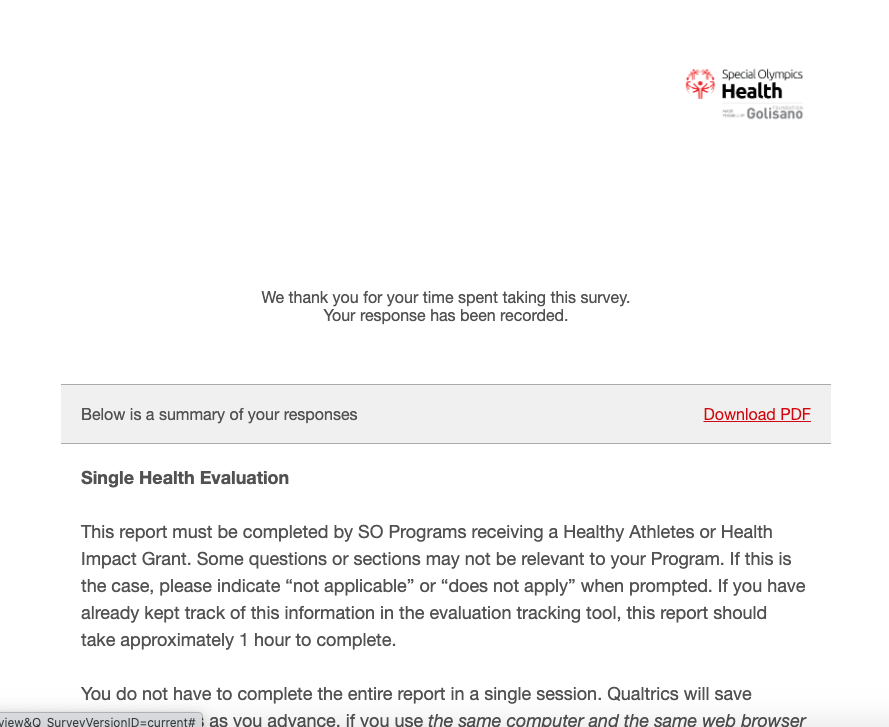 Special Olympics
Health
FOUNDATION
Golisano
We thank you for your time spent taking this survey.
Your response has been recorded.
Below is a summary of your responses
Download PDF
Single Health Evaluation
This report must be completed by SO Programs receiving a Healthy Athletes or Health
Impact Grant. Some questions or sections may not be relevant to your Program. If this is
the case, please indicate “not applicable” or “does not apply” when prompted. If you have
already kept track of this information in the evaluation tracking tool, this report should
take approximately 1 hour to complete.
You do not have to complete the entire report in a single session. Qualtrics will save
as you advance, if you use the same computer and the same web browser
view&Q_SurveyVersionID=current#